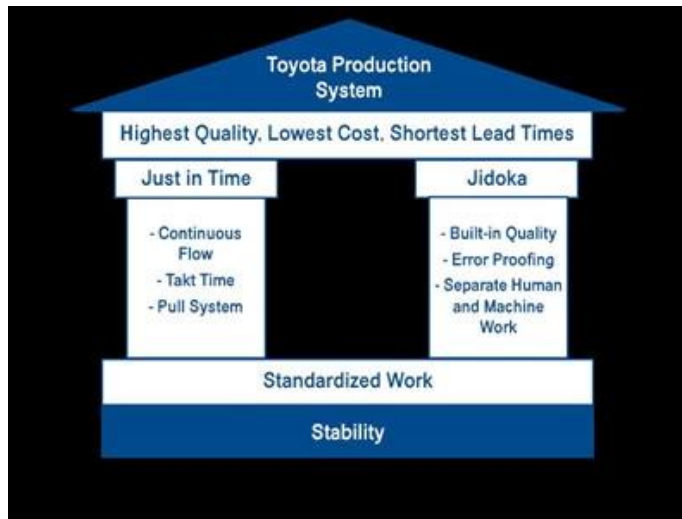 Toyota Production
System
Highest Quality, Lowest Cost, Shortest Lead Times
Just in Time
- Continuous
Flow
- Takt Time
- Pull System
Jidoka
- Built-in Quality
- Error Proofing
- Separate Human
and Machine
Work
Standardized Work
Stability